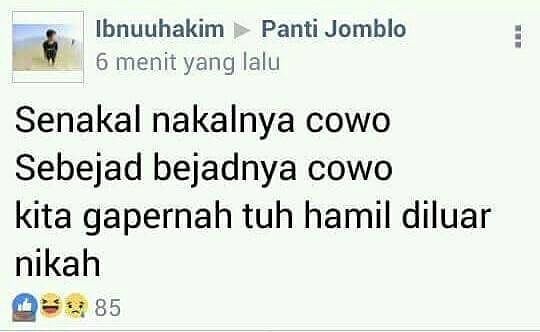 Ibnuuhakim ▶ Panti Jomblo
6 menit yang lalu
Senakal nakalnya cowo
Sebejad bejadnya cowo
kita gapernah tuh hamil diluar
nikah
85